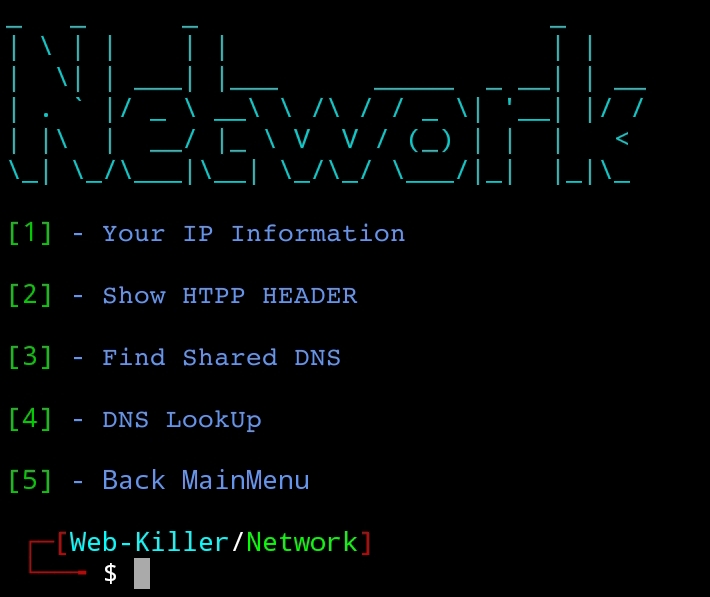 Network
[1] - Your IP Information
[2] - Show HTPP HEADER
[3] - Find Shared DNS
[4] - DNS LookUp
[5] - Back MainMenu
[Web-Killer/Network]
$